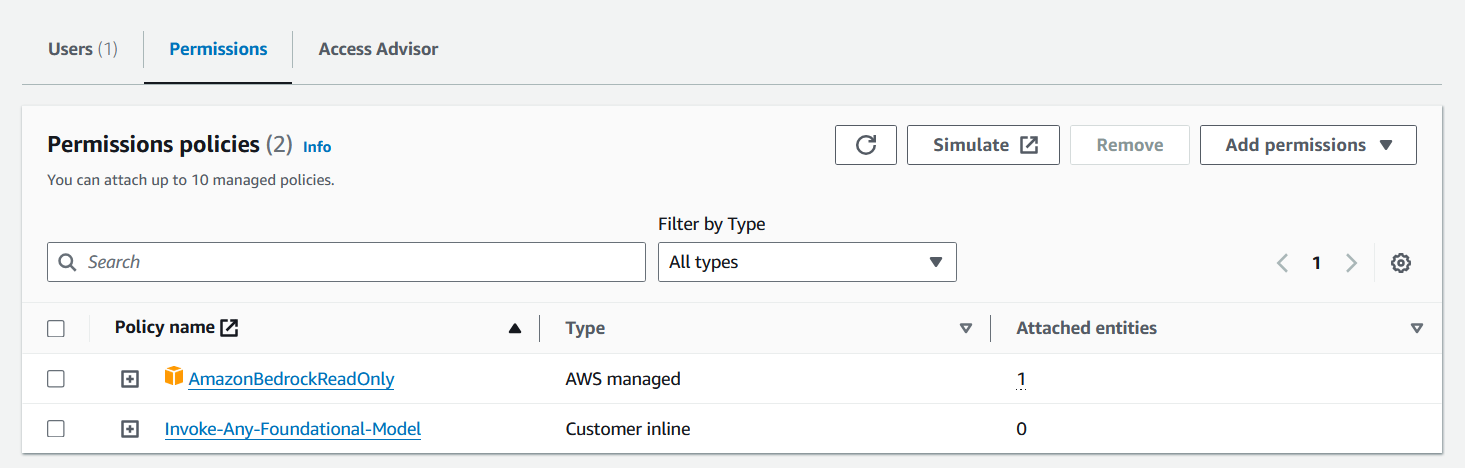 Users (1) Permissions Access Advisor
Permissions policies (2) Info
You can attach up to 10 managed policies.
Simulate Remove Add permissions
Filter by Type
Search All types 1
Policy name Type Attached entities
AmazonBedrockReadOnly AWS managed 1
Invoke-Any-Foundational-Model Customer inline 0